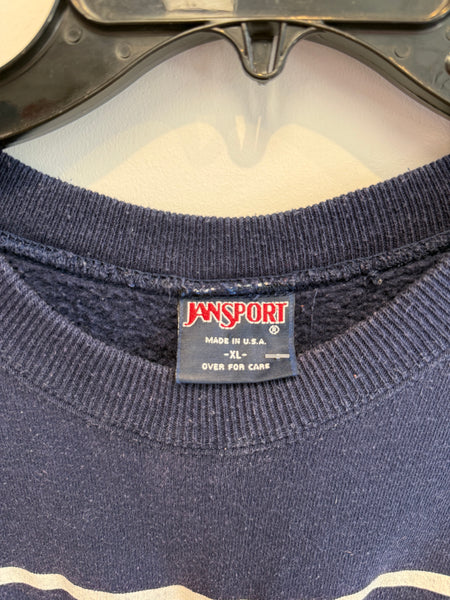 JANSPORT
®
MADE IN U.S.A.
-XL-
OVER FOR CARE